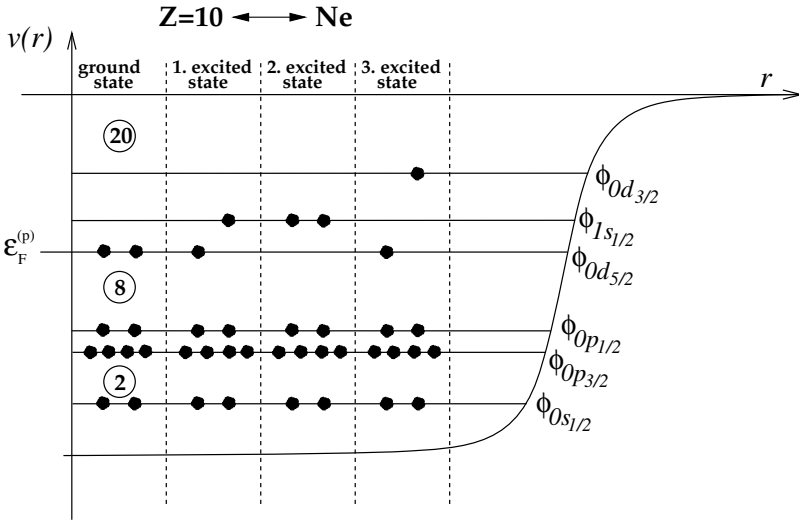 Z=10 ⟷ Ne
v(r)
ground state 1. excited state 2. excited state 3. excited state
r
20
ϕ0d3/2
ϕ1s1/2
εF(p)
ϕ0d5/2
8
ϕ0p1/2
ϕ0p3/2
2
ϕ0s1/2